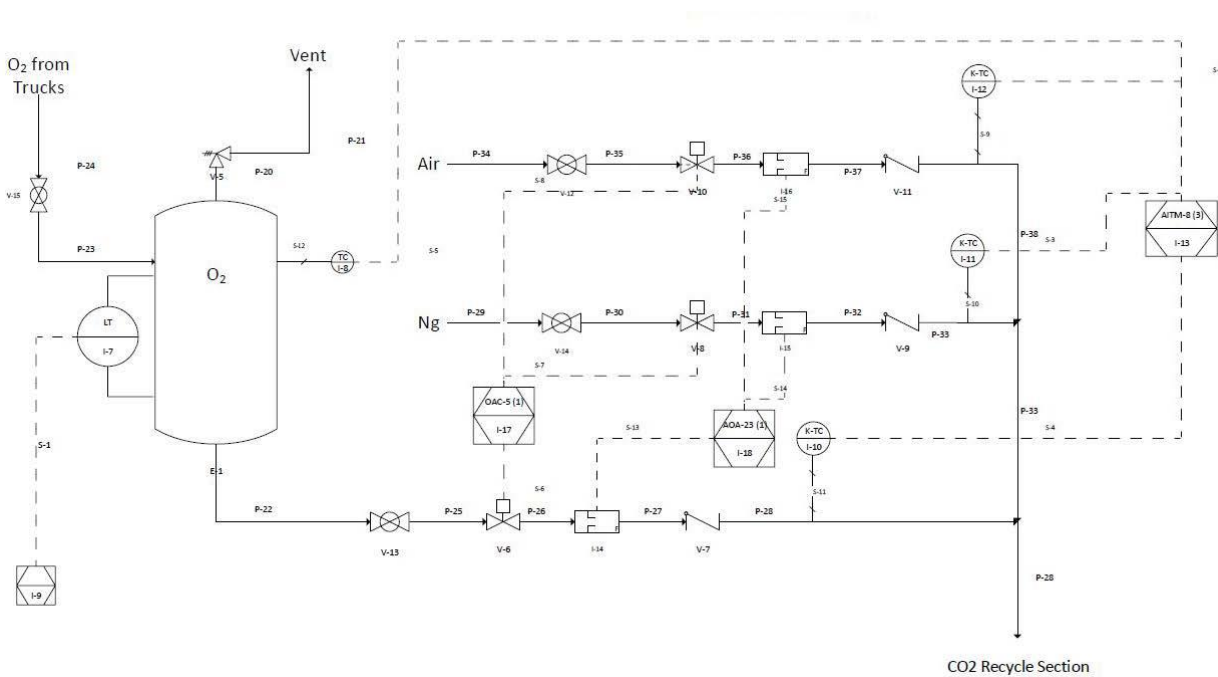 O₂ from
Trucks
Vent
P-24
P-21
V-5
P-20
V-15
P-23
O₂
S-12
TC
I-8
LT
I-7
S-1
I-9
E-1
P-22
Air
P-34
P-35
P-36
P-37
S-8
V-12
V-10
I-16
S-15
V-11
K-TC
I-12
S-9
S-5
Ng
P-29
P-30
P-31
P-32
P-33
V-14
V-8
I-15
V-9
S-7
S-14
K-TC
I-11
S-10
S-3
P-38
AITM-8 (3)
I-13
OAC-5 (1)
I-17
S-13
AOA-23 (1)
I-18
K-TC
I-10
S-4
P-33
S-11
S-6
P-25
P-26
P-27
P-28
V-13
V-6
I-14
F
F
F
V-7
P-28
CO2 Recycle Section